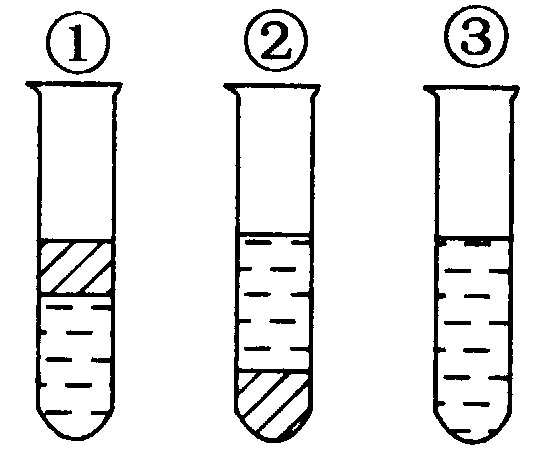 ① ② ③